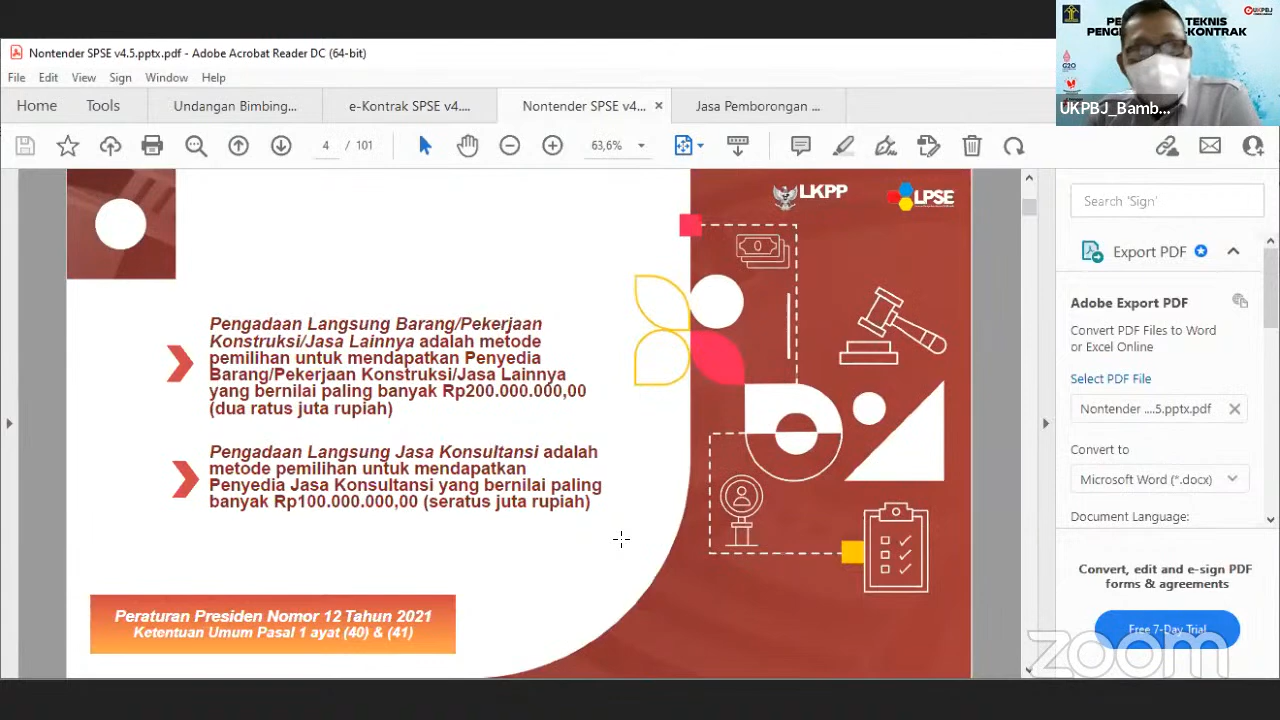 Nontender SPSE v4.5.pptx.pdf - Adobe Acrobat Reader DC (64-bit)
File Edit View Sign Window Help
Home Tools Undangan Bimbing... e-Kontrak SPSE v4.... Nontender SPSE v4... × Jasa Pemborongan ...
4 / 101 63,6%
TEKNIS
KONTRAK
G20
UKPBJ_Bamb...
LKPP
LPSE
Pengadaan Langsung Barang/Pekerjaan
Konstruksi/Jasa Lainnya adalah metode
pemilihan untuk mendapatkan Penyedia
Barang/Pekerjaan Konstruksi/Jasa Lainnya
yang bernilai paling banyak Rp200.000.000,00
(dua ratus juta rupiah)
Pengadaan Langsung Jasa Konsultansi adalah
metode pemilihan untuk mendapatkan
Penyedia Jasa Konsultansi yang bernilai paling
banyak Rp100.000.000,00 (seratus juta rupiah)
Peraturan Presiden Nomor 12 Tahun 2021
Ketentuan Umum Pasal 1 ayat (40) & (41)
Search 'Sign'
Export PDF
Adobe Export PDF
Convert PDF Files to Word
or Excel Online
Select PDF File
Nontender ....5.pptx.pdf
Convert to
Microsoft Word (*.docx)
Document Language:
Convert, edit and e-sign PDF
forms & agreements
Free 7-Day Trial
zoom